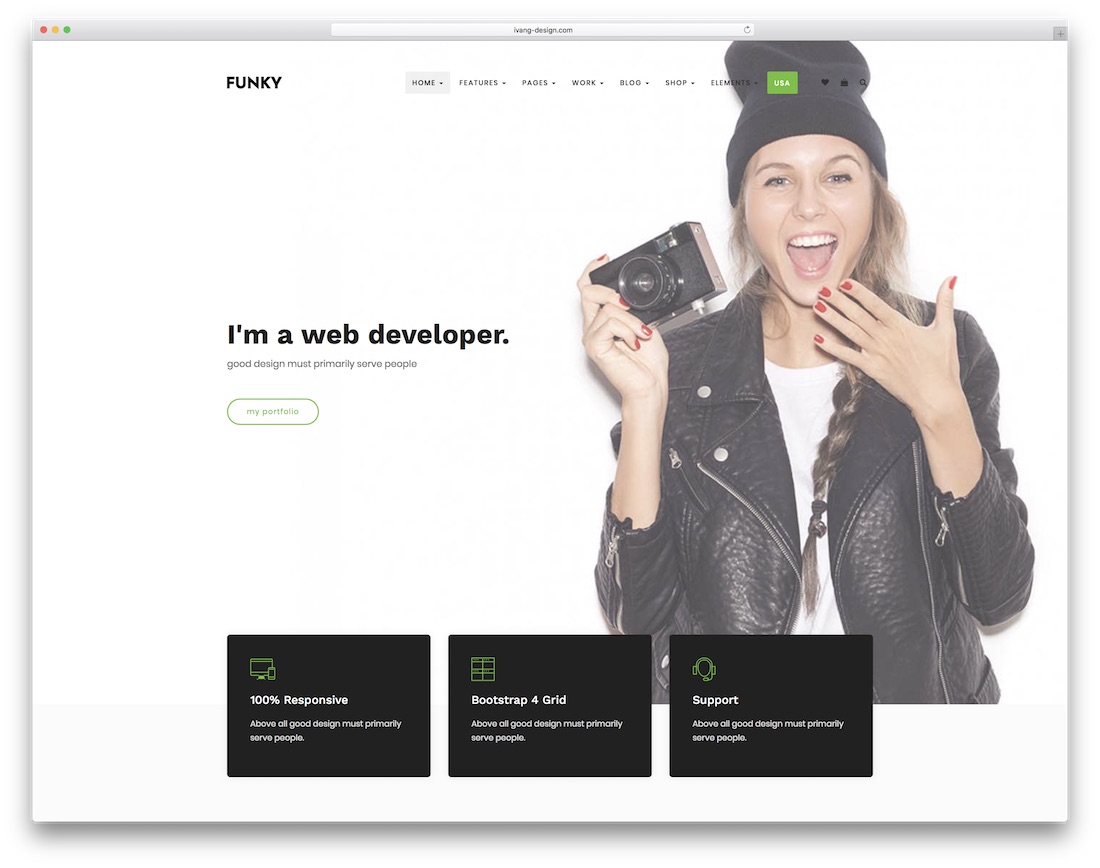 ivang-design.com
FUNKY
HOME FEATURES PAGES WORK BLOG SHOP ELEMENTS USA
I'm a web developer.
good design must primarily serve people
my portfolio
100% Responsive
Above all good design must primarily
serve people.
Bootstrap 4 Grid
Above all good design must primarily
serve people.
Support
Above all good design must primarily
serve people.